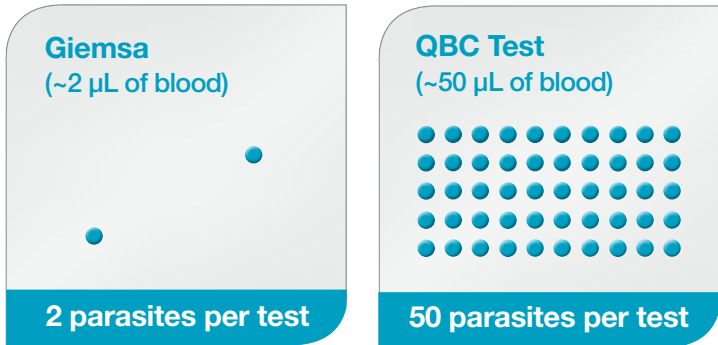 Giemsa
(~2 µL of blood)
2 parasites per test
QBC Test
(~50 µL of blood)
50 parasites per test